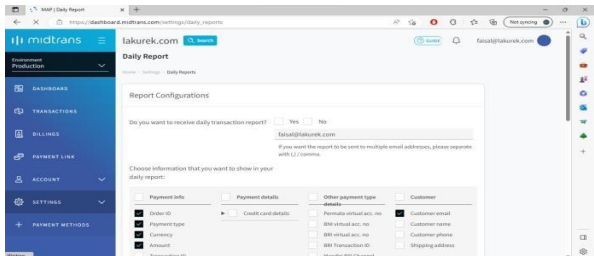 MAP | Daily Report
https://dashboard.midtrans.com/settings/daily_reports
Not syncing
midtrans
lakurek.com
Search
faisal@lakurek.com
Environment
Production
Daily Report
Home
Settings
Daily Reports
DASHBOARD
TRANSACTIONS
BILLINGS
PAYMENT LINK
ACCOUNT
SETTINGS
PAYMENT METHODS
Report Configurations
Do you want to receive daily transaction report?
Yes
No
faisal@lakurek.com
If you want the report to be sent to multiple email addresses, please separate
with (,) / comma.
Choose information that you want to show in your
daily report:
Payment info
Payment details
Other payment type
details
Customer
Order ID
Credit card details
Permata virtual acc. no
Customer email
Payment type
BNI virtual acc. no
Customer name
Currency
BRI virtual acc. no
Customer phone
Amount
BRI Transaction ID
Shipping address
Transaction ID